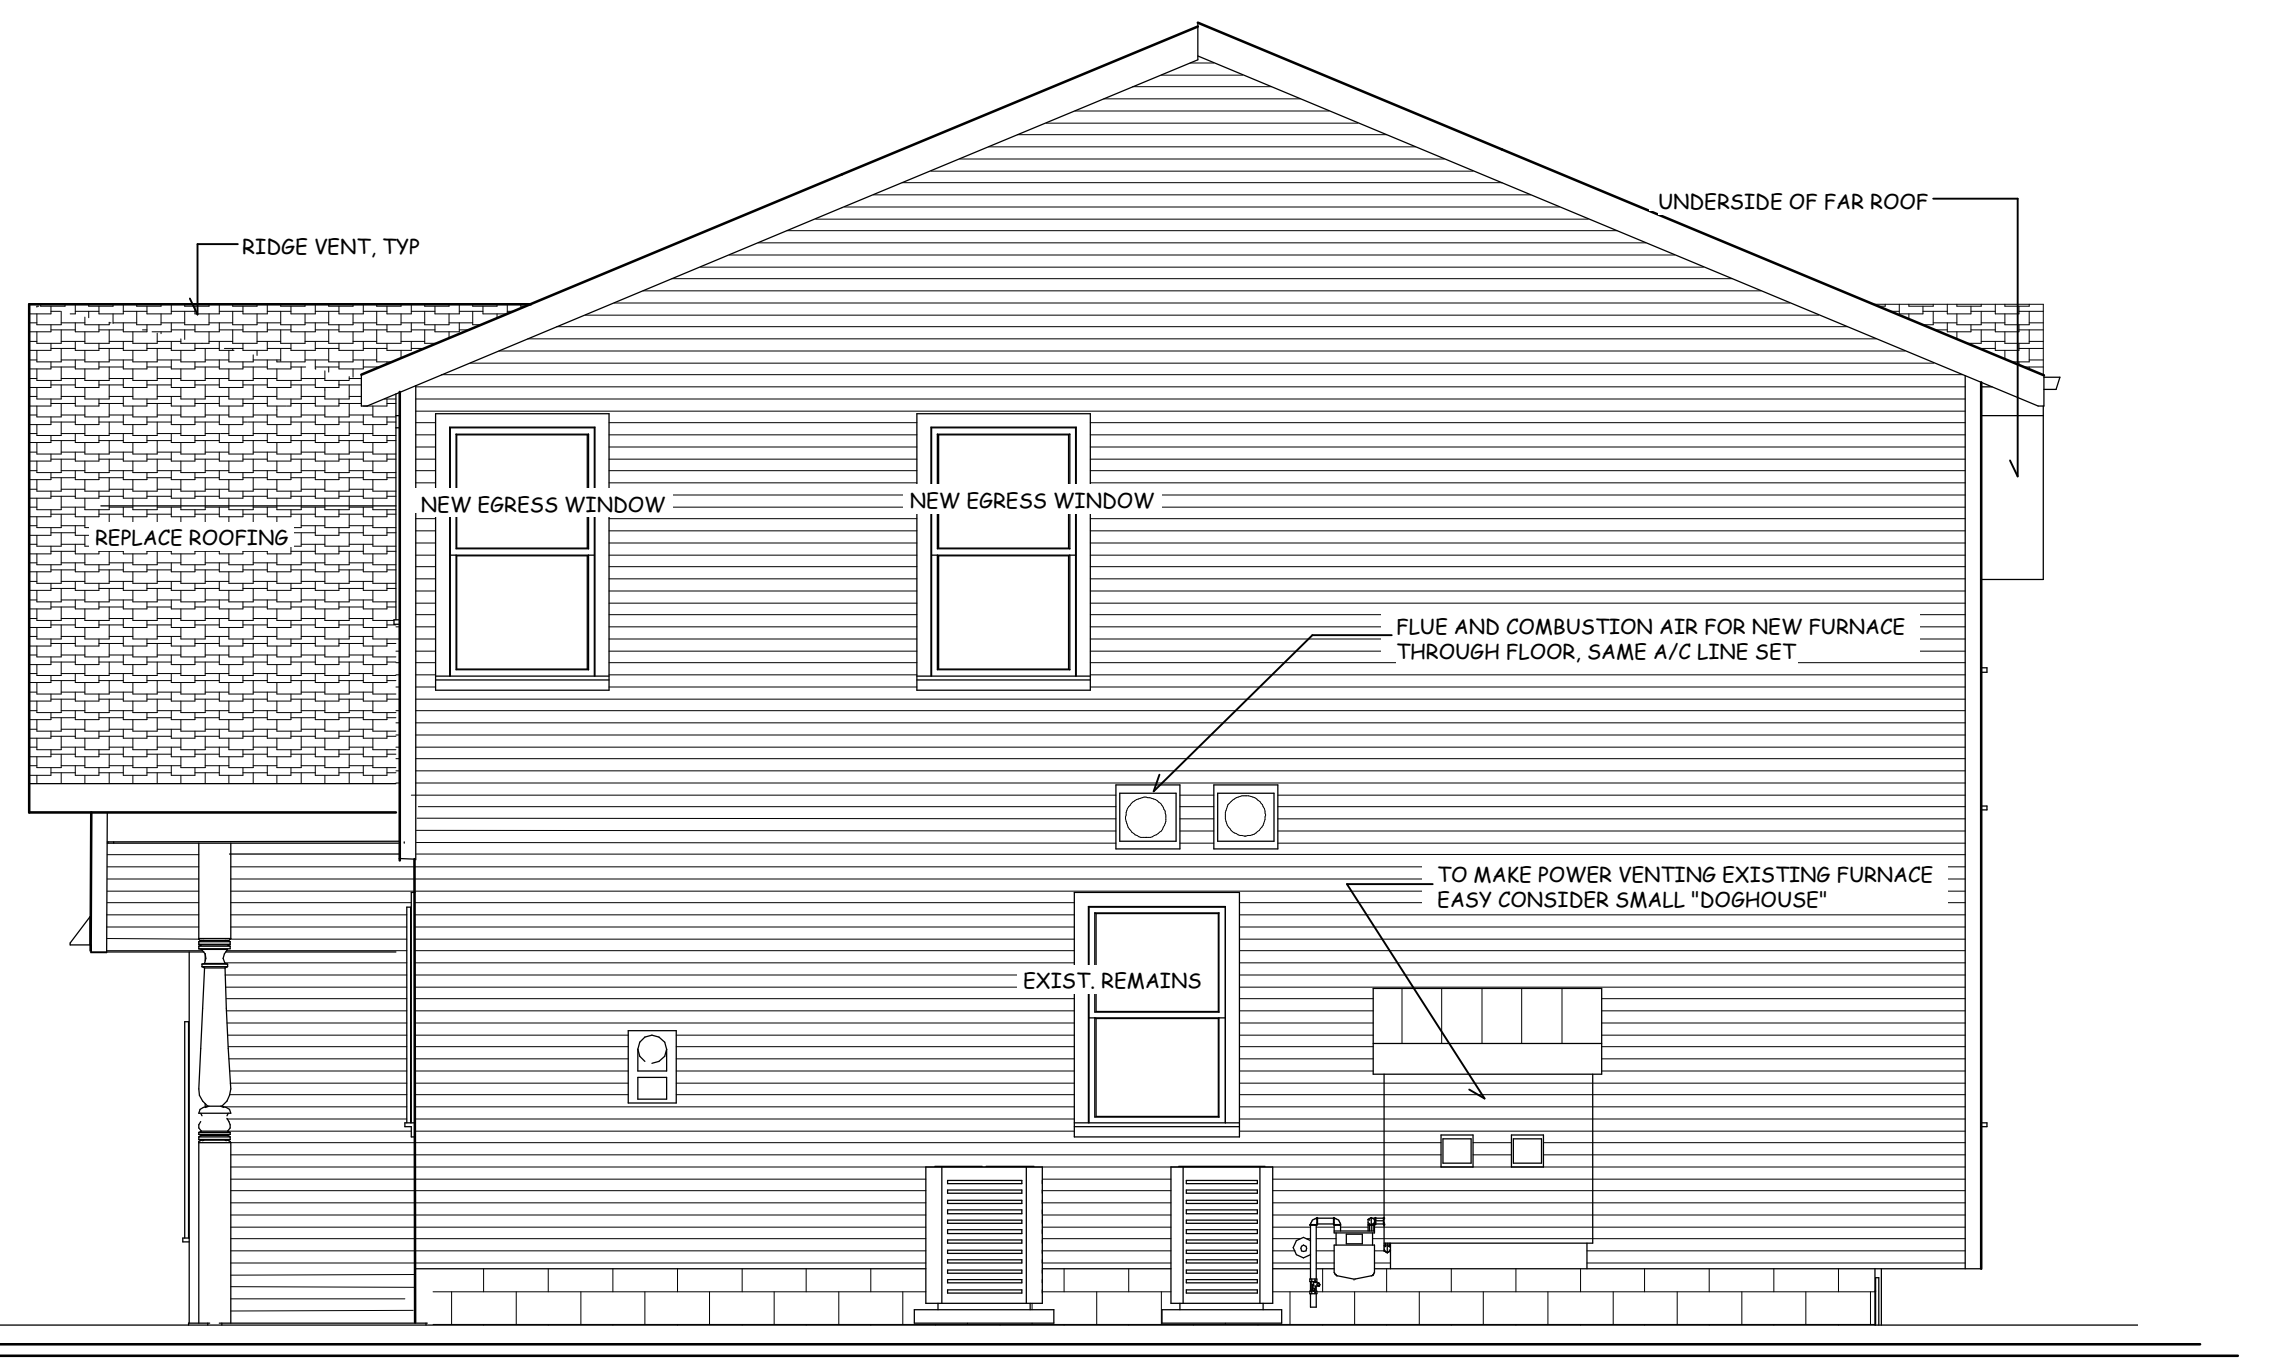 UNDERSIDE OF FAR ROOF
RIDGE VENT, TYP
NEW EGRESS WINDOW
NEW EGRESS WINDOW
REPLACE ROOFING
FLUE AND COMBUSTION AIR FOR NEW FURNACE
THROUGH FLOOR, SAME A/C LINE SET
TO MAKE POWER VENTING EXISTING FURNACE
EASY CONSIDER SMALL "DOGHOUSE"
EXIST. REMAINS